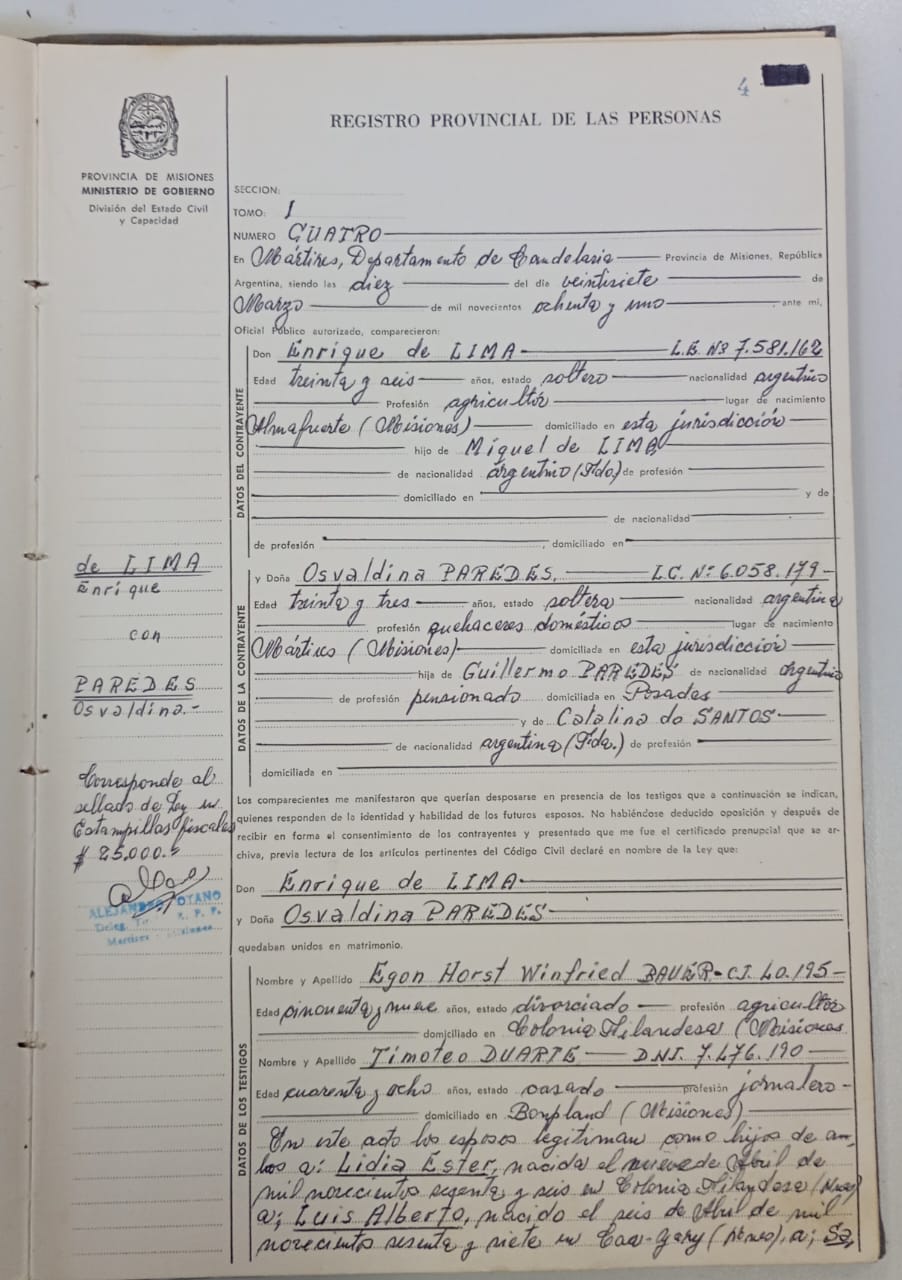 4
REGISTRO PROVINCIAL DE LAS PERSONAS
PROVINCIA DE MISIONES
MINISTERIO DE GOBIERNO
División del Estado Civil
y Capacidad
SECCION:
TOMO: I
NUMERO CUATRO
En Mártires, Departamento de Candelaria Provincia de Misiones, República
Argentina, siendo las diez del día veintisiete de
Marzo de mil novecientos ochenta y uno ante mí,
Oficial Público autorizado, comparecieron:
DATOS DEL CONTRAYENTE
Don Enrique de LIMA L.E. Nº 7.581.162
Edad treinta y seis años, estado soltero nacionalidad argentino
Profesión agricultor lugar de nacimiento
Almafuerte (Misiones) domiciliado en esta jurisdicción
hijo de Miguel de LIMA
de nacionalidad argentino (Fdo.) de profesión
domiciliado en y de
de nacionalidad
de profesión , domiciliado en
de LIMA
Enrique
con
PAREDES
Osvaldina.-
DATOS DE LA CONTRAYENTE
y Doña Osvaldina PAREDES. L.C. Nº 6.058.179
Edad treinta y tres años, estado soltera nacionalidad argentina
profesión quehaceres domésticos lugar de nacimiento
Mártires (Misiones) domiciliada en esta jurisdicción
hija de Guillermo PAREDES de nacionalidad argentino
de profesión pensionado domiciliada en Posadas
y de Catalina do SANTOS
de nacionalidad argentina (Fda.) de profesión
domiciliada en
Corresponde al
sellado de Ley en
Estampillas fiscales
$ 25.000.=
ALEJANDRO
Deleg. R. P. P.
Martires - Misiones
Los comparecientes me manifestaron que querían desposarse en presencia de los testigos que a continuación se indican,
quienes responden de la identidad y habilidad de los futuros esposos. No habiéndose deducido oposición y después de
recibir en forma el consentimiento de los contrayentes y presentado que me fue el certificado prenupcial que se ar-
chiva, previa lectura de los artículos pertinentes del Código Civil declaré en nombre de la Ley que:
Don Enrique de LIMA
y Doña Osvaldina PAREDES
quedaban unidos en matrimonio.
DATOS DE LOS TESTIGOS
Nombre y Apellido Egon Horst Winfried BAUER - C.I. 40.195
Edad cincuenta y nueve años, estado divorciado profesión agricultor
domiciliado en Colonia Filandesa (Misiones
Nombre y Apellido Timoteo DUARTE D.N.I. 7.476.190
Edad cuarenta y ocho años, estado casado profesión jornalero
domiciliado en Bonpland (Misiones)
En este acto los esposos legitiman como hijos de am-
bos a: Lidia Ester, nacida el nueve de Abril de
mil novecientos sesenta y seis en Colonia Filandesa
a; Luis Alberto, nacido el seis de Abril de mil
novecientos sesenta y siete en Caa-Yary a;